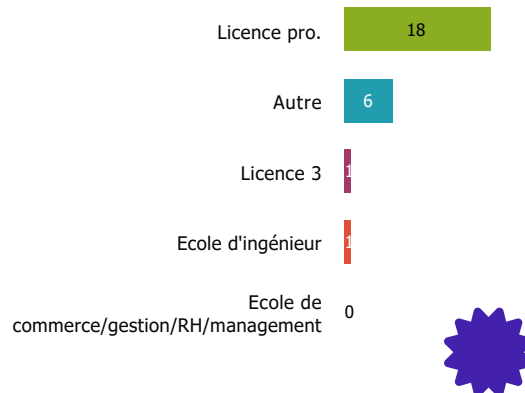 Licence pro. 18
Autre 6
Licence 3 1
Ecole d'ingénieur 1
Ecole de
commerce/gestion/RH/management 0